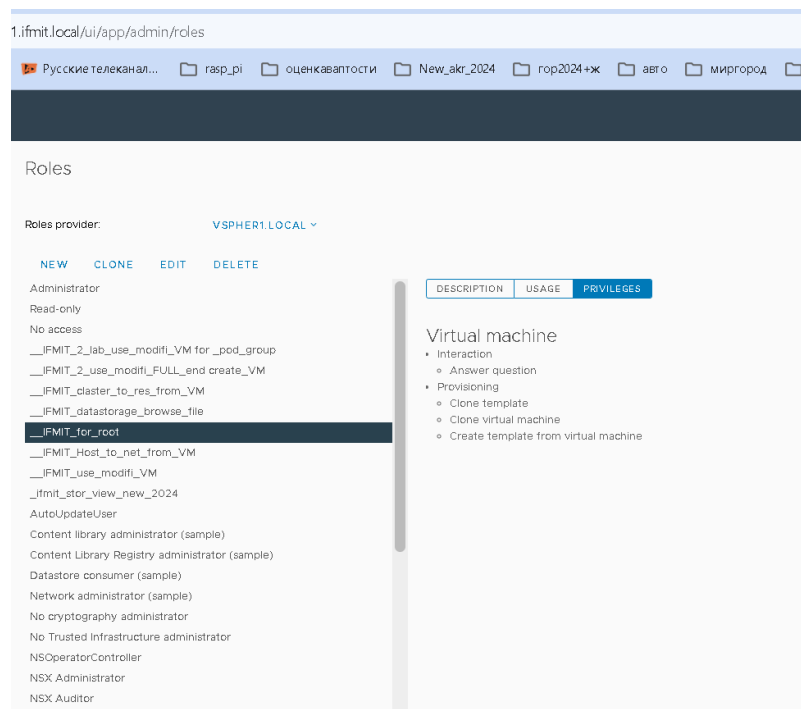 1.ifmit.local/ui/app/admin/roles
Русские телеканал... rasp_pi оценкаваптости New_akr_2024 гор2024+ж авто миргород
Roles
Roles provider: VSPHER1.LOCAL
NEW CLONE EDIT DELETE
Administrator
Read-only
No access
__IFMIT_2_lab_use_modifi_VM for _pod_group
__IFMIT_2_use_modifi_FULL_end create_VM
__IFMIT_claster_to_res_from_VM
__IFMIT_datastorage_browse_file
__IFMIT_for_root
__IFMIT_Host_to_net_from_VM
__IFMIT_use_modifi_VM
_ifmit_stor_view_new_2024
AutoUpdateUser
Content library administrator (sample)
Content Library Registry administrator (sample)
Datastore consumer (sample)
Network administrator (sample)
No cryptography administrator
No Trusted Infrastructure administrator
NSOperatorController
NSX Administrator
NSX Auditor
DESCRIPTION USAGE PRIVILEGES
Virtual machine
Interaction
Answer question
Provisioning
Clone template
Clone virtual machine
Create template from virtual machine